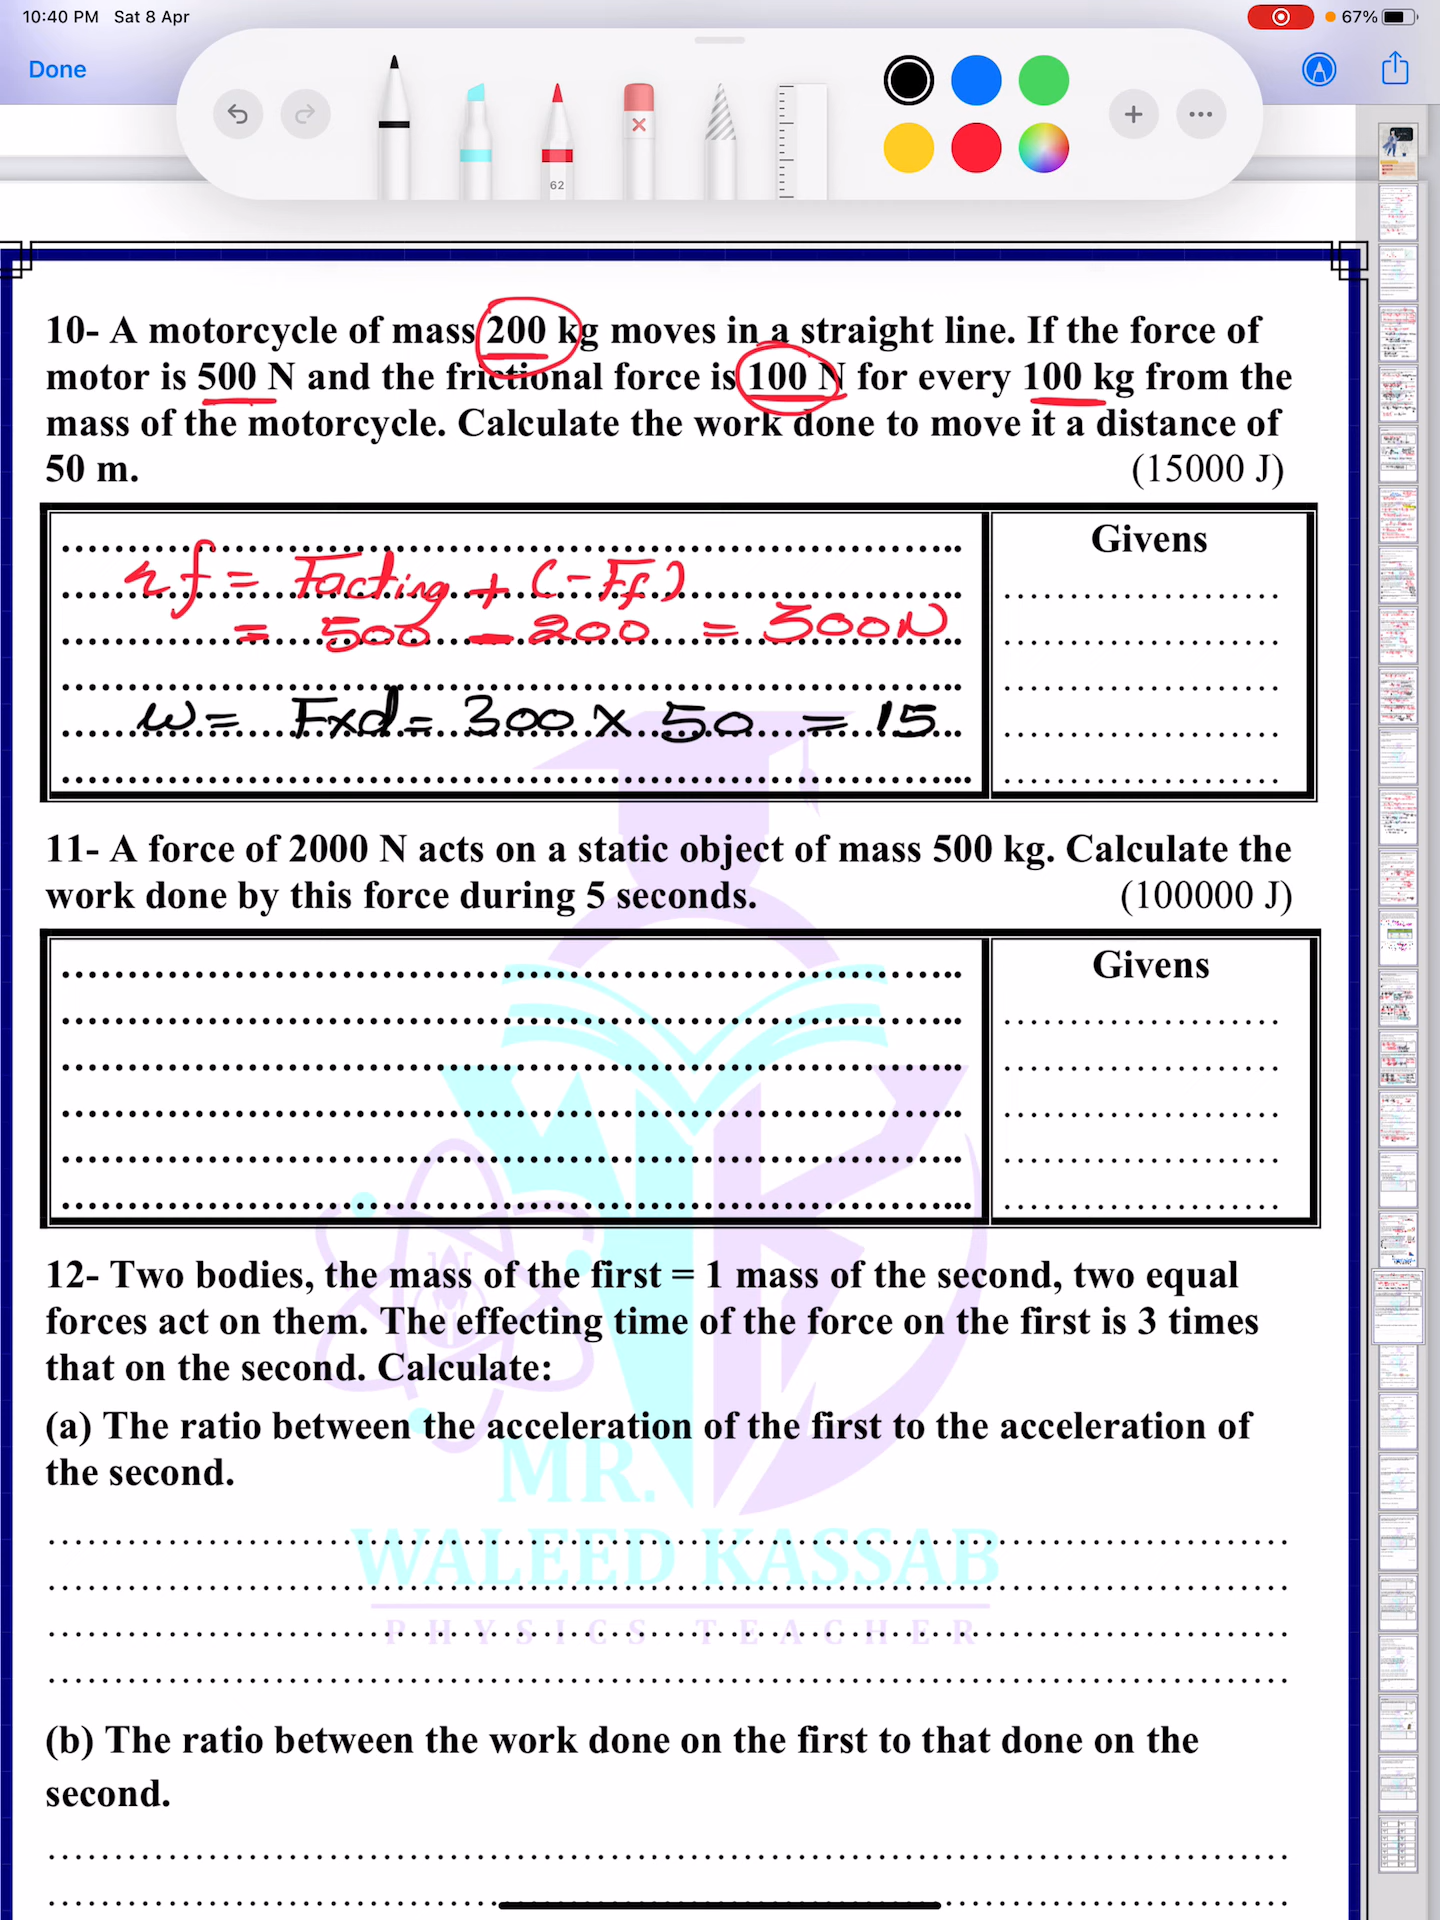 10:40 PM Sat 8 Apr
67%
Done
62
10- A motorcycle of mass 200 kg moves in a straight line. If the force of
motor is 500 N and the frictional force is 100 N for every 100 kg from the
mass of the motorcycle. Calculate the work done to move it a distance of
50 m. (15000 J)
Givens
nf = Facting + (-Ff)
= 500 - 200 = 300N
W = Fxd = 300 x 50 = 15
11- A force of 2000 N acts on a static object of mass 500 kg. Calculate the
work done by this force during 5 seconds. (100000 J)
Givens
12- Two bodies, the mass of the first = 1 mass of the second, two equal
forces act on them. The effecting time of the force on the first is 3 times
that on the second. Calculate:
(a) The ratio between the acceleration of the first to the acceleration of
the second.
MR.
WALEED KASSAB
PHYSICS TEACHER
(b) The ratio between the work done on the first to that done on the
second.